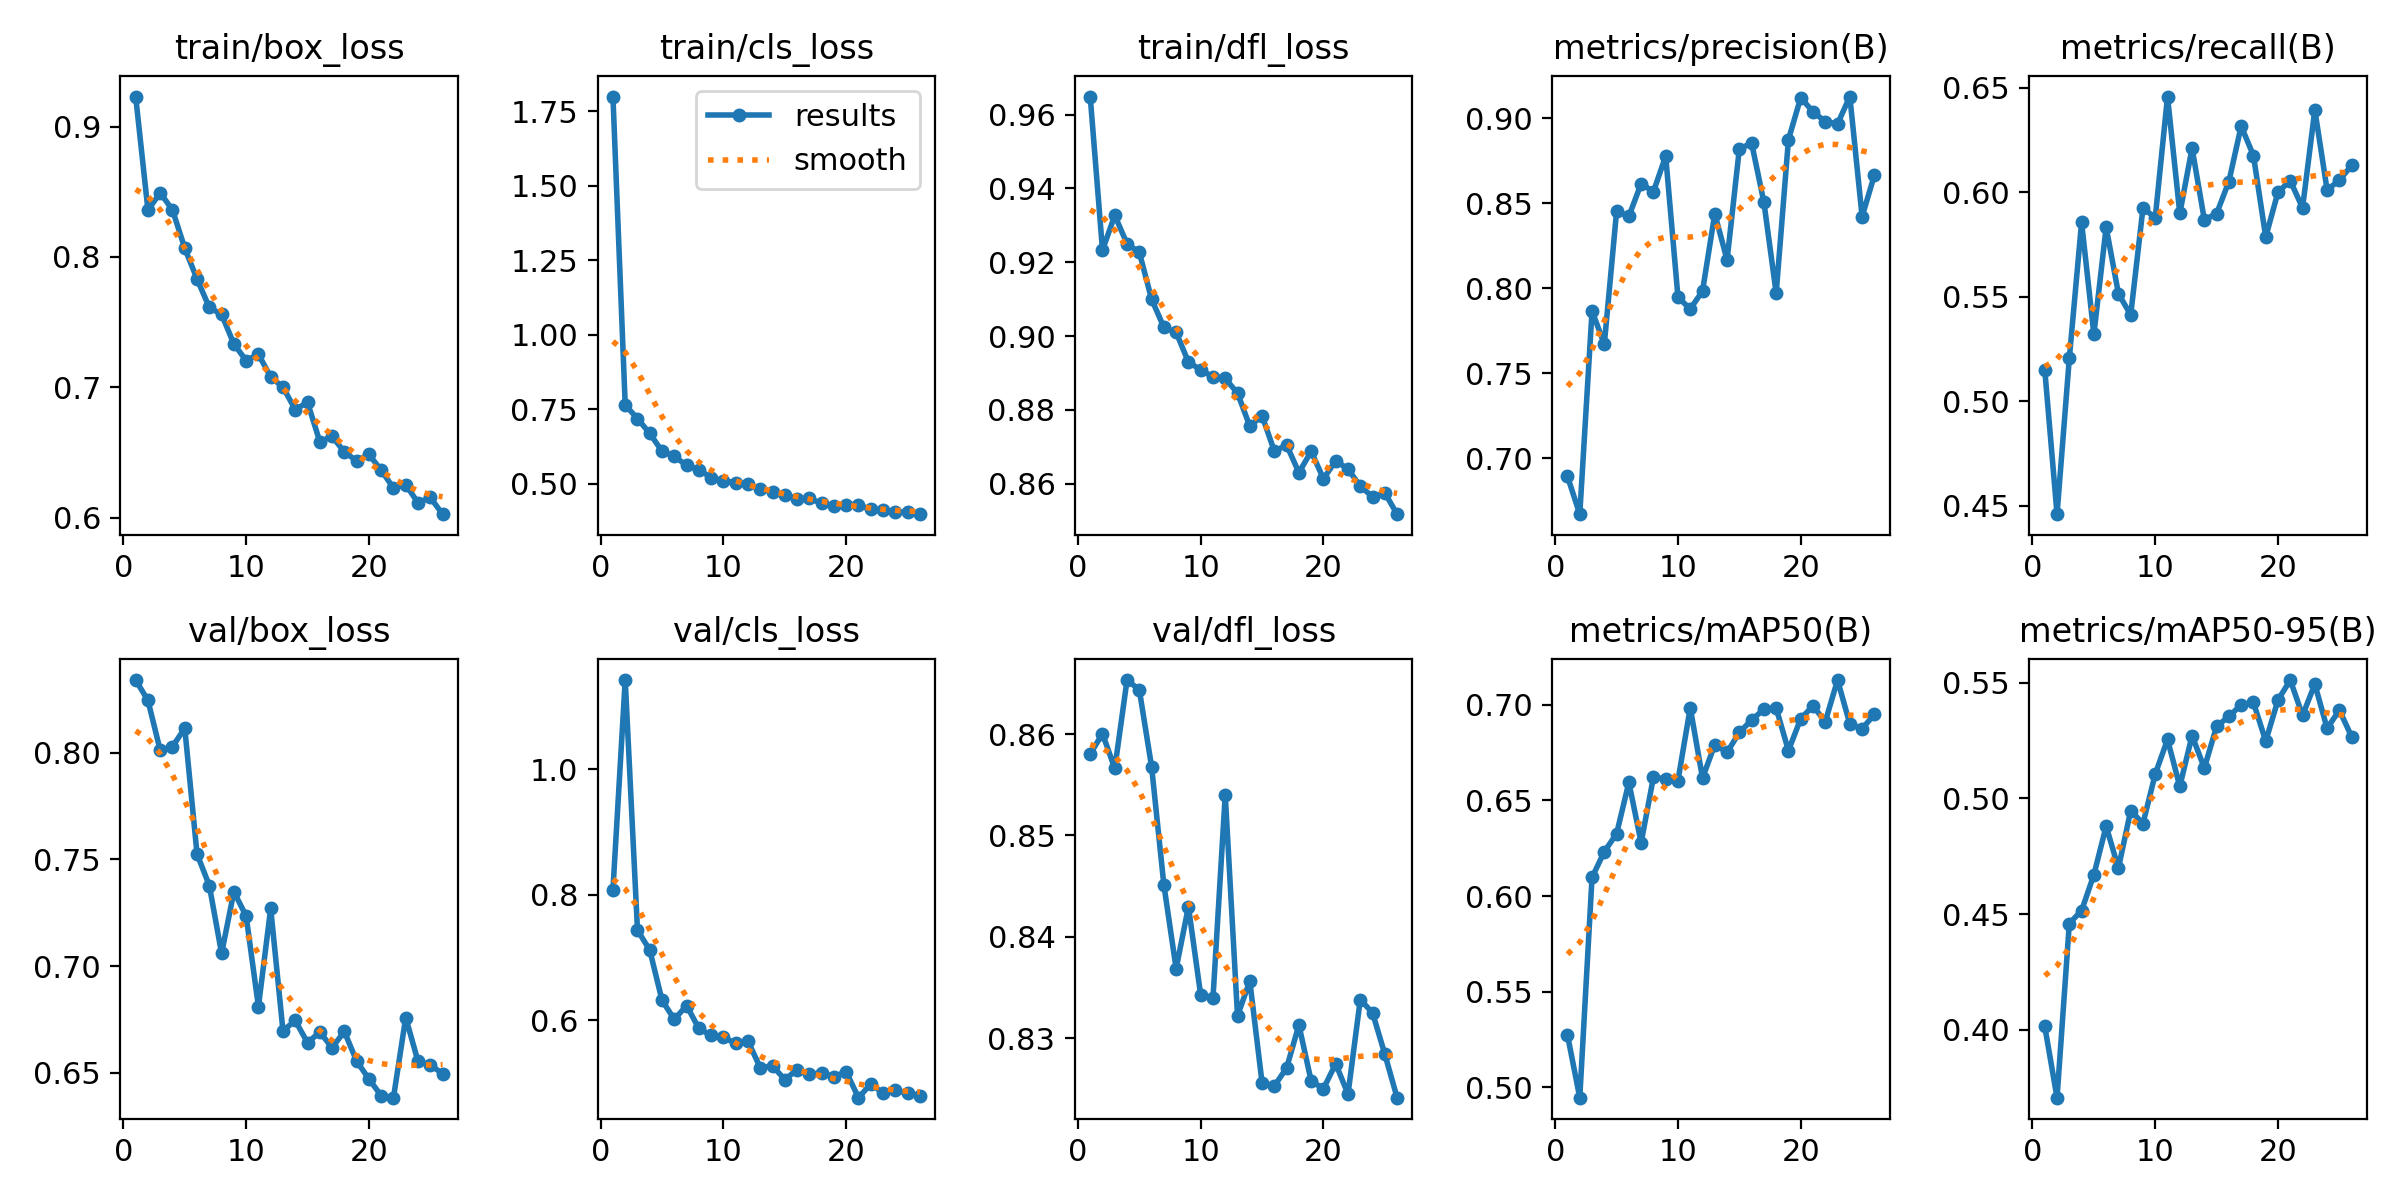 train/box_loss
0.9
0.8
0.7
0.6
0 10 20
train/cls_loss
results
smooth
1.75
1.50
1.25
1.00
0.75
0.50
0 10 20
train/dfl_loss
0.96
0.94
0.92
0.90
0.88
0.86
0 10 20
metrics/precision(B)
0.90
0.85
0.80
0.75
0.70
0 10 20
metrics/recall(B)
0.65
0.60
0.55
0.50
0.45
0 10 20
val/box_loss
0.80
0.75
0.70
0.65
0 10 20
val/cls_loss
1.0
0.8
0.6
0 10 20
val/dfl_loss
0.86
0.85
0.84
0.83
0 10 20
metrics/mAP50(B)
0.70
0.65
0.60
0.55
0.50
0 10 20
metrics/mAP50-95(B)
0.55
0.50
0.45
0.40
0 10 20